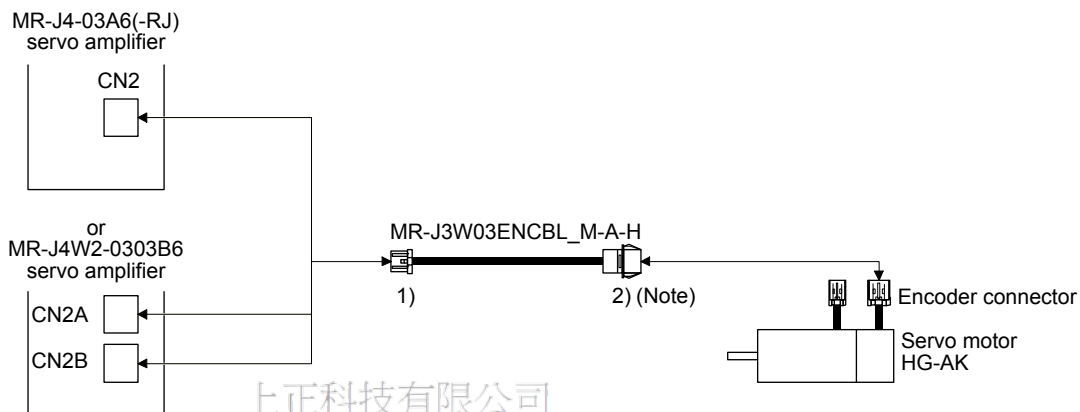 MR-J4-03A6(-RJ)
servo amplifier
CN2
or
MR-J4W2-0303B6
servo amplifier
CN2A
CN2B
MR-J3W03ENCBL_M-A-H
1)
2) (Note)
Encoder connector
Servo motor
HG-AK
上正科技有限公司